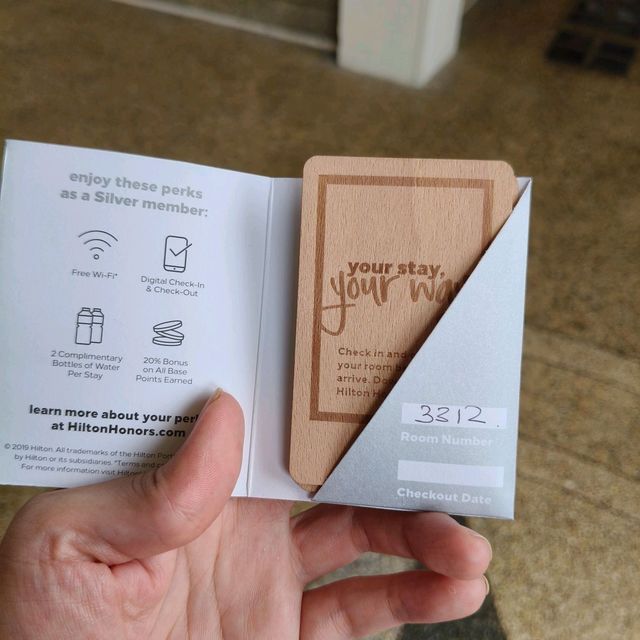 enjoy these perks
as a Silver member:
Free Wi-Fi*
Digital Check-In
& Check-Out
2 Complimentary
Bottles of Water
Per Stay
20% Bonus
on All Base
Points Earned
learn more about your
at HiltonHonors.com
© 2019 Hilton. All trademarks of the Hilton
by Hilton or its subsidiaries. *Terms and
For more information visit
your stay,
your
Check in and
your room
arrive.
Hilton
3312.
Room Number
Checkout Date